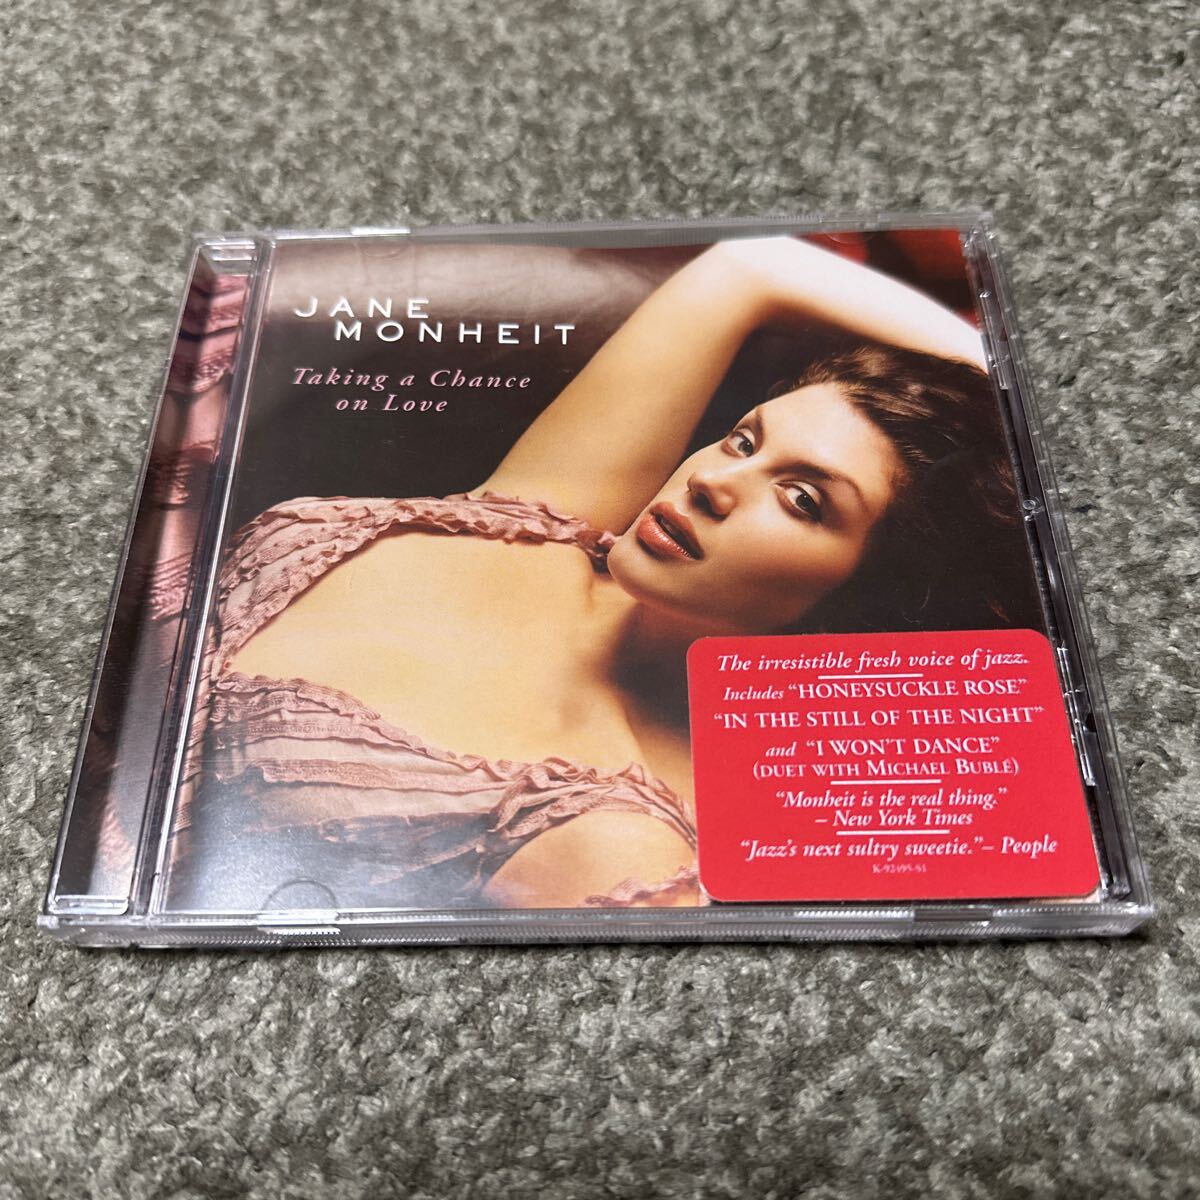 JANE
MONHEIT
Taking a Chance
on Love
The irresistible fresh voice of jazz.
Includes “HONEYSUCKLE ROSE”
“IN THE STILL OF THE NIGHT”
and “I WON’T DANCE”
(DUET WITH MICHAEL BUBLÉ)
“Monheit is the real thing.”
– New York Times
“Jazz’s next sultry sweetie.” – People
K-92495-S1